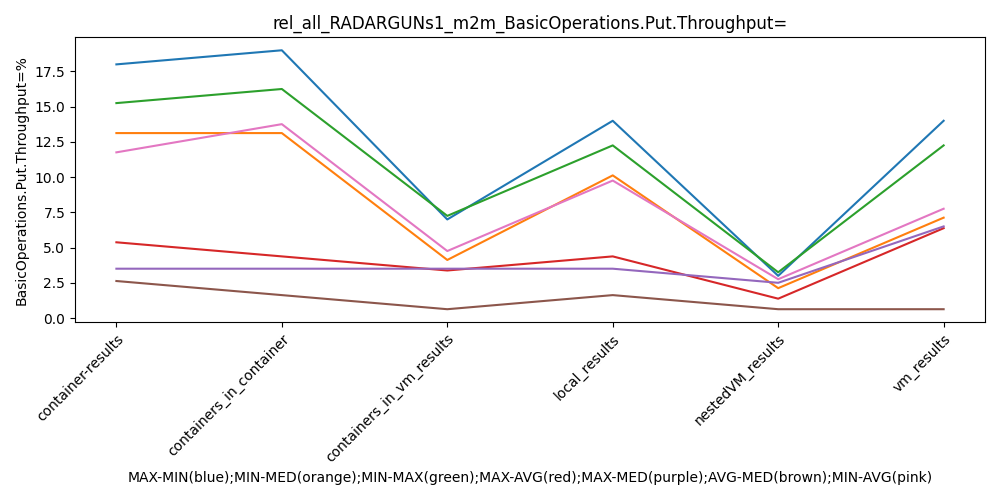 rel_all_RADARGUNs1_m2m_BasicOperations.Put.Throughput=
BasicOperations.Put.Throughput=%
17.5
15.0
12.5
10.0
7.5
5.0
2.5
0.0
container-results
containers_in_container
containers_in_vm_results
local_results
nestedVM_results
vm_results
MAX-MIN(blue);MIN-MED(orange);MIN-MAX(green);MAX-AVG(red);MAX-MED(purple);AVG-MED(brown);MIN-AVG(pink)